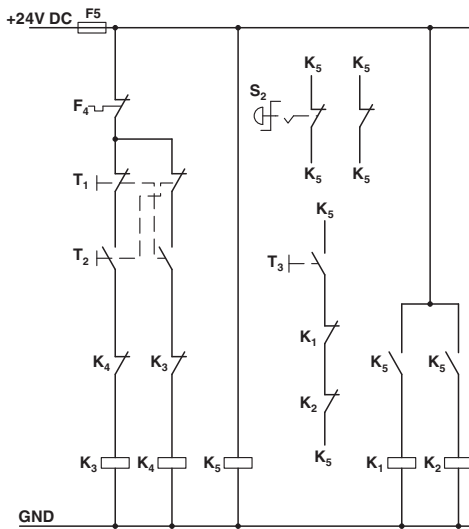 +24V DC F5
K5 K5
S2
F4
K5 K5
T1
K5
T2 T3
K1
K4 K3 K5 K5
K2
K5
K3 K4 K5 K1 K2
GND